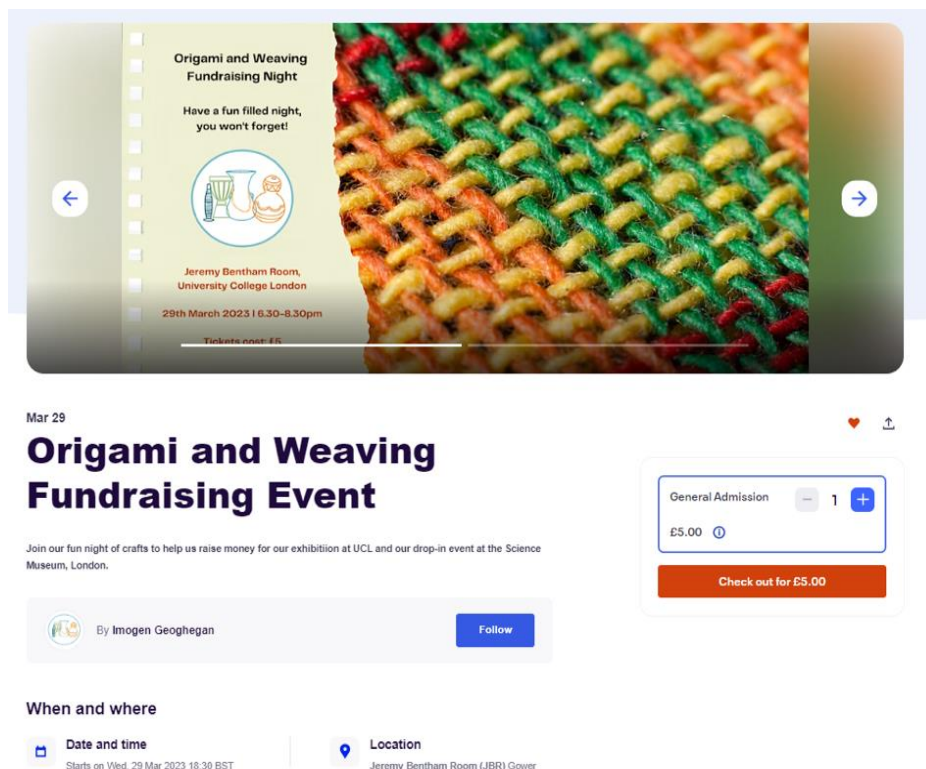 Origami and Weaving
Fundraising Night
Have a fun filled night,
you won't forget!
Jeremy Bentham Room,
University College London
29th March 2023 I 6.30-8.30pm
Tickets cost: £5
Mar 29
Origami and Weaving
Fundraising Event
Join our fun night of crafts to help us raise money for our exhibitiion at UCL and our drop-in event at the Science
Museum, London.
By Imogen Geoghegan
Follow
General Admission
1
£5.00
Check out for £5.00
When and where
Date and time
Starts on Wed, 29 Mar 2023 18:30 BST
Location
Jeremy Bentham Room (JBR) Gower